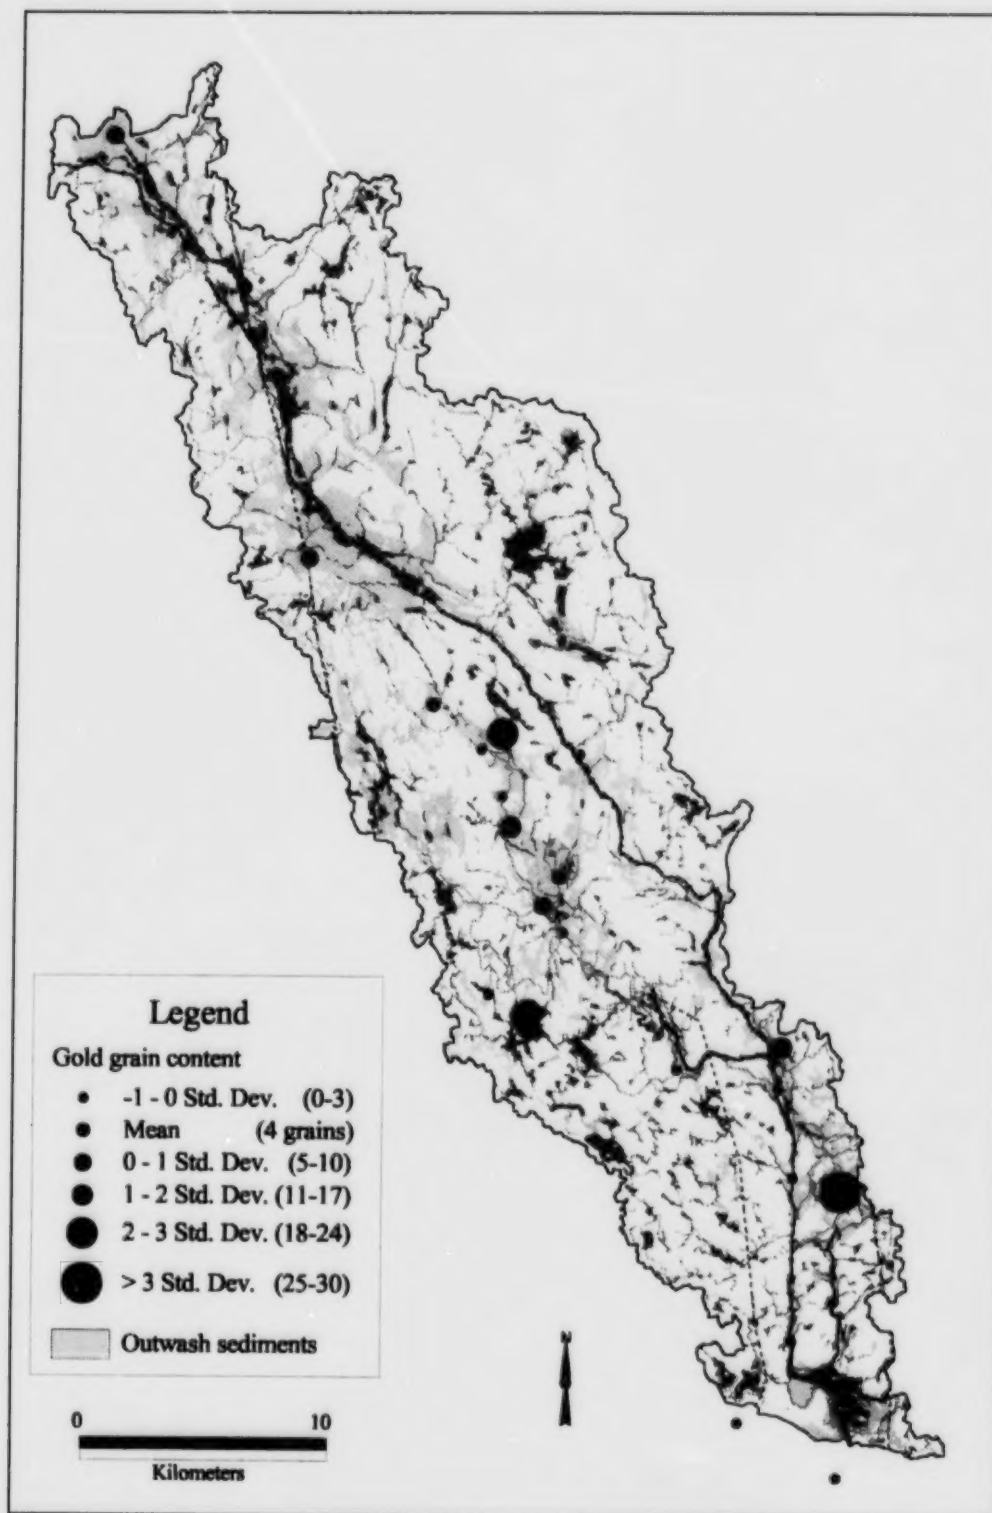 Legend
Gold grain content
-1 - 0 Std. Dev. (0-3)
Mean (4 grains)
0 - 1 Std. Dev. (5-10)
1 - 2 Std. Dev. (11-17)
2 - 3 Std. Dev. (18-24)
> 3 Std. Dev. (25-30)
Outwash sediments
N
0 10
Kilometers